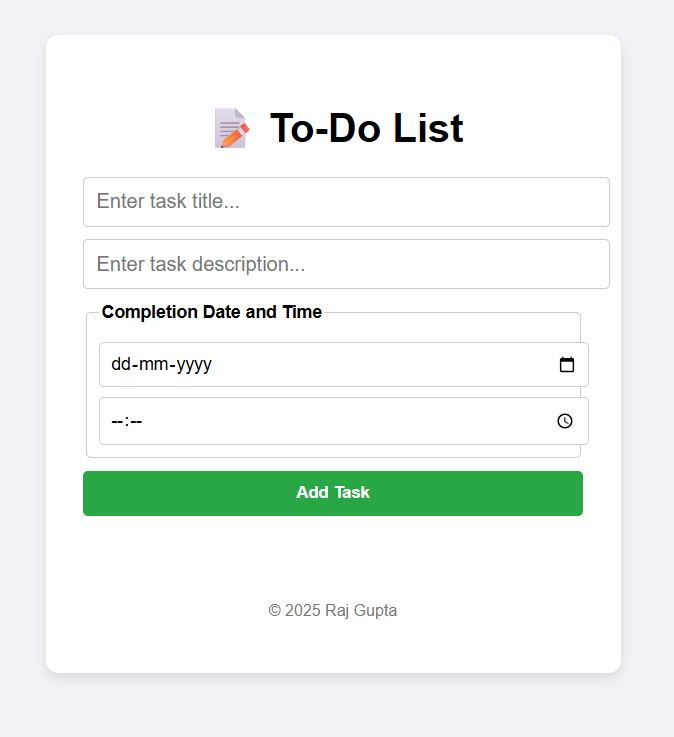 📝 To-Do List
Enter task title...
Enter task description...
Completion Date and Time
dd-mm-yyyy
--:--
Add Task
© 2025 Raj Gupta